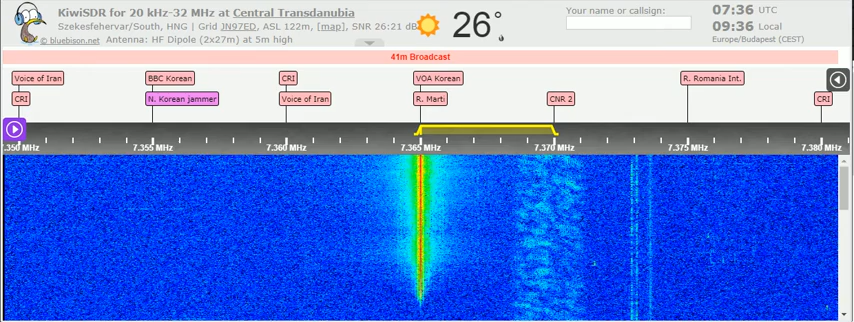 KiwiSDR for 20 kHz-32 MHz at Central Transdanubia
Szekesfehervar/South, HNG | Grid JN97ED, ASL 122m, [map], SNR 26:21 dB
© bluebison.net Antenna: HF Dipole (2x27m) at 5m high
26°
Your name or callsign:
07:36 UTC
09:36 Local
Europe/Budapest (CEST)
41m Broadcast
Voice of Iran BBC Korean CRI VOA Korean R. Romania Int.
CRI N. Korean jammer Voice of Iran R. Marti CNR 2 CRI
7.350 MHz 7.355 MHz 7.360 MHz 7.365 MHz 7.370 MHz 7.375 MHz 7.380 MHz